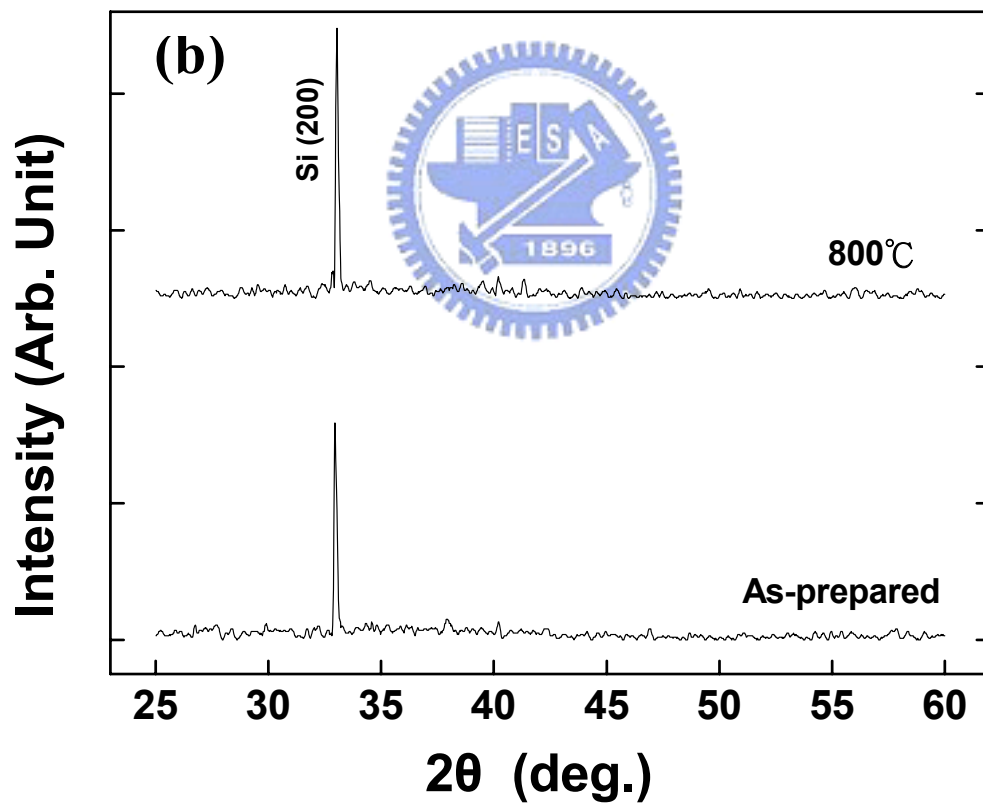 (b)
Si (200)
E S A
1896
800℃
As-prepared
Intensity (Arb. Unit)
25 30 35 40 45 50 55 60
2θ (deg.)